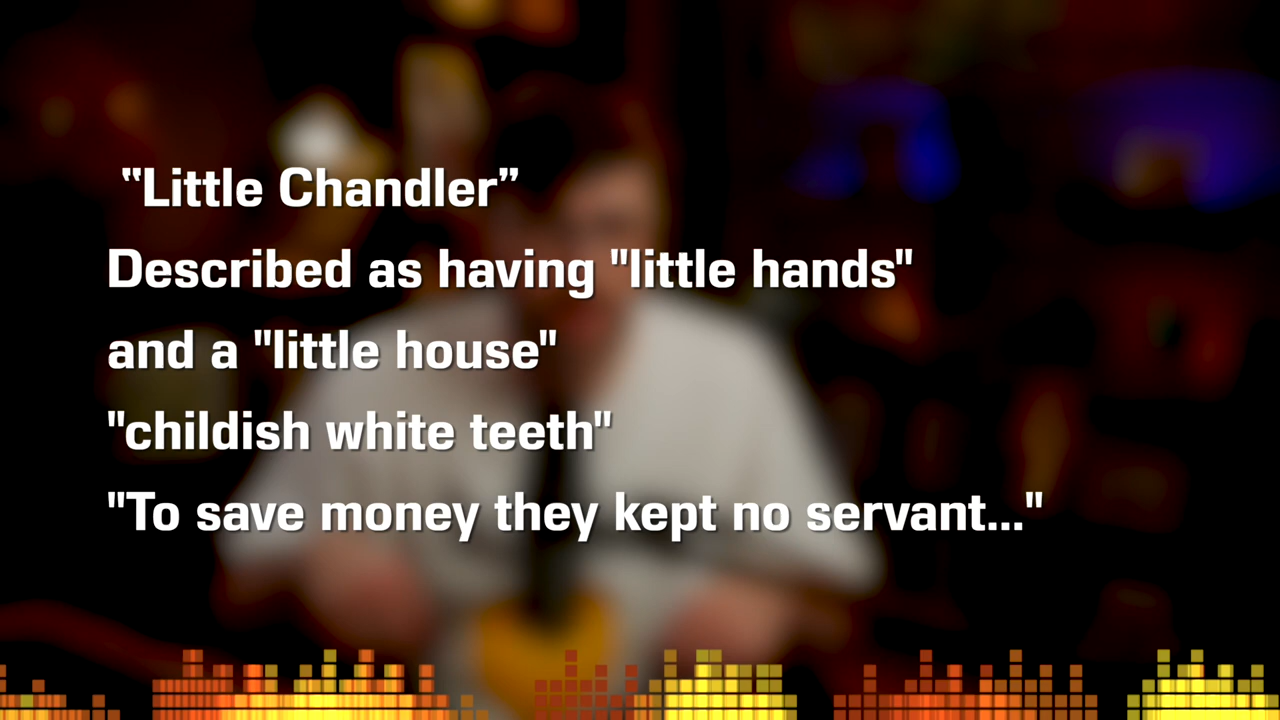 “Little Chandler”
Described as having "little hands"
and a "little house"
"childish white teeth"
"To save money they kept no servant..."